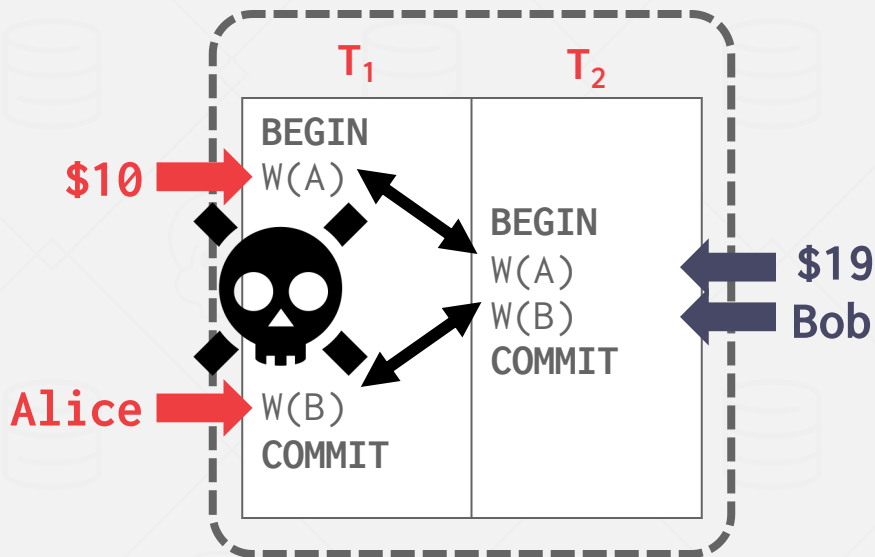 T₁
T₂
BEGIN
$10
W(A)
BEGIN
W(A)
$19
W(B)
Bob
COMMIT
Alice
W(B)
COMMIT